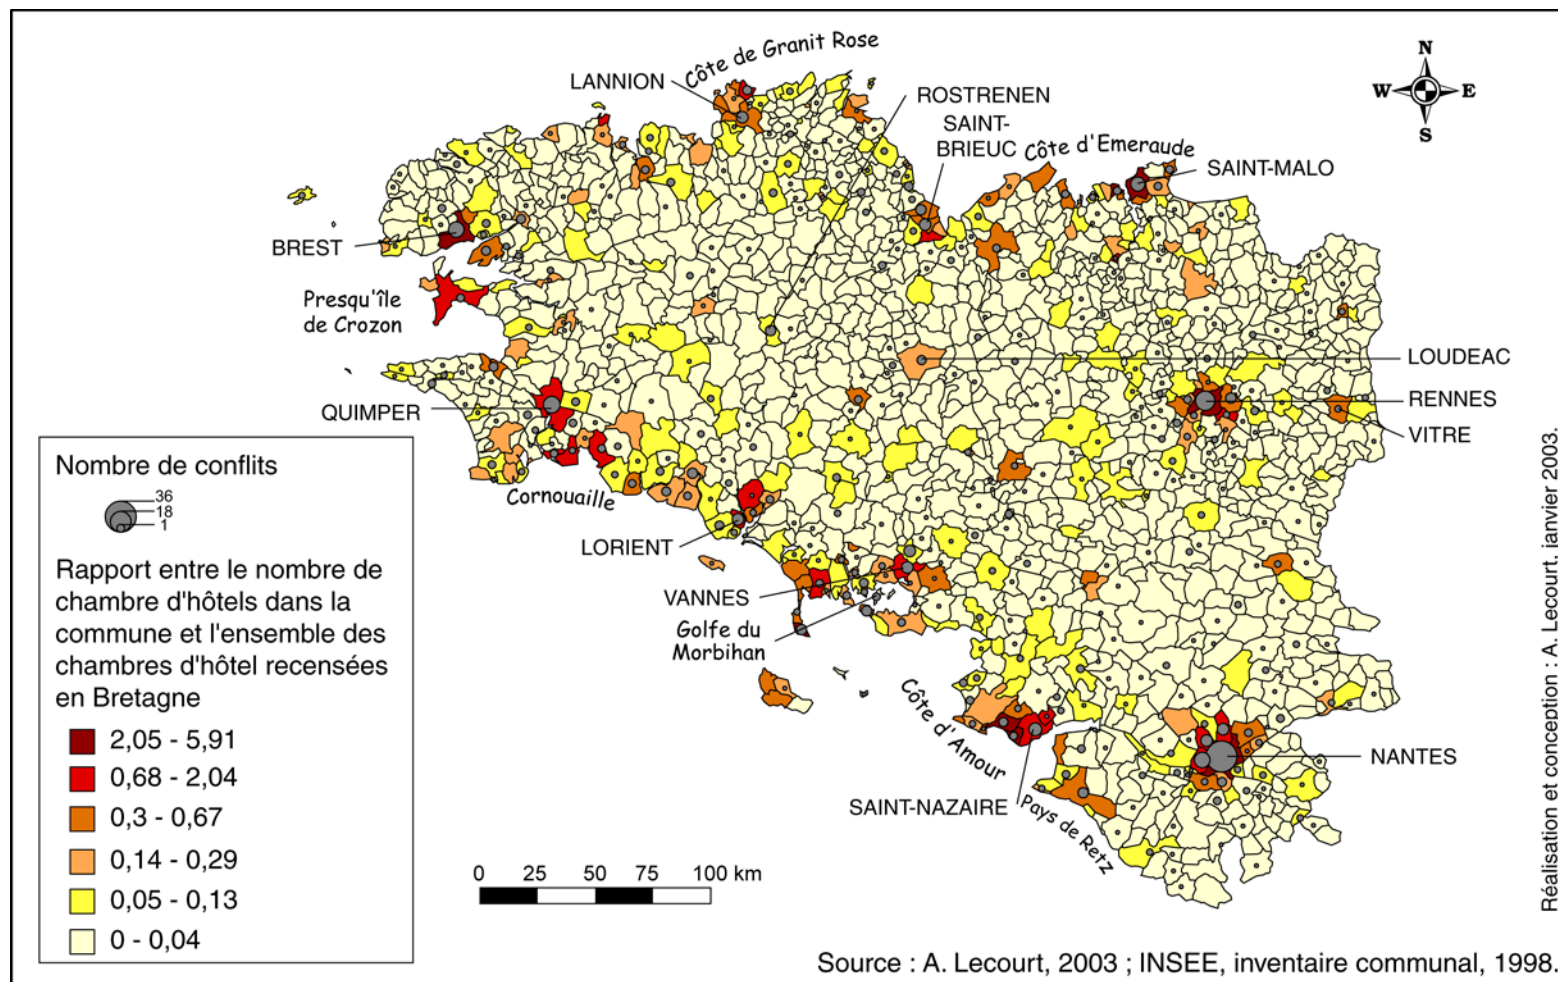 Côte de Granit Rose
LANNION
ROSTRENEN
SAINT-
BRIEUC
Côte d'Emeraude
SAINT-MALO
N
W
E
S
BREST
Presqu'île
de Crozon
LOUDEAC
QUIMPER
RENNES
VITRE
Cornouaille
LORIENT
VANNES
Golfe du
Morbihan
Côte d'Amour
NANTES
SAINT-NAZAIRE
Pays de Retz
Nombre de conflits
36
18
1
Rapport entre le nombre de
chambre d'hôtels dans la
commune et l'ensemble des
chambres d'hôtel recensées
en Bretagne
2,05 - 5,91
0,68 - 2,04
0,3 - 0,67
0,14 - 0,29
0,05 - 0,13
0 - 0,04
0 25 50 75 100 km
Réalisation et conception : A. Lecourt, janvier 2003.
Source : A. Lecourt, 2003 ; INSEE, inventaire communal, 1998.